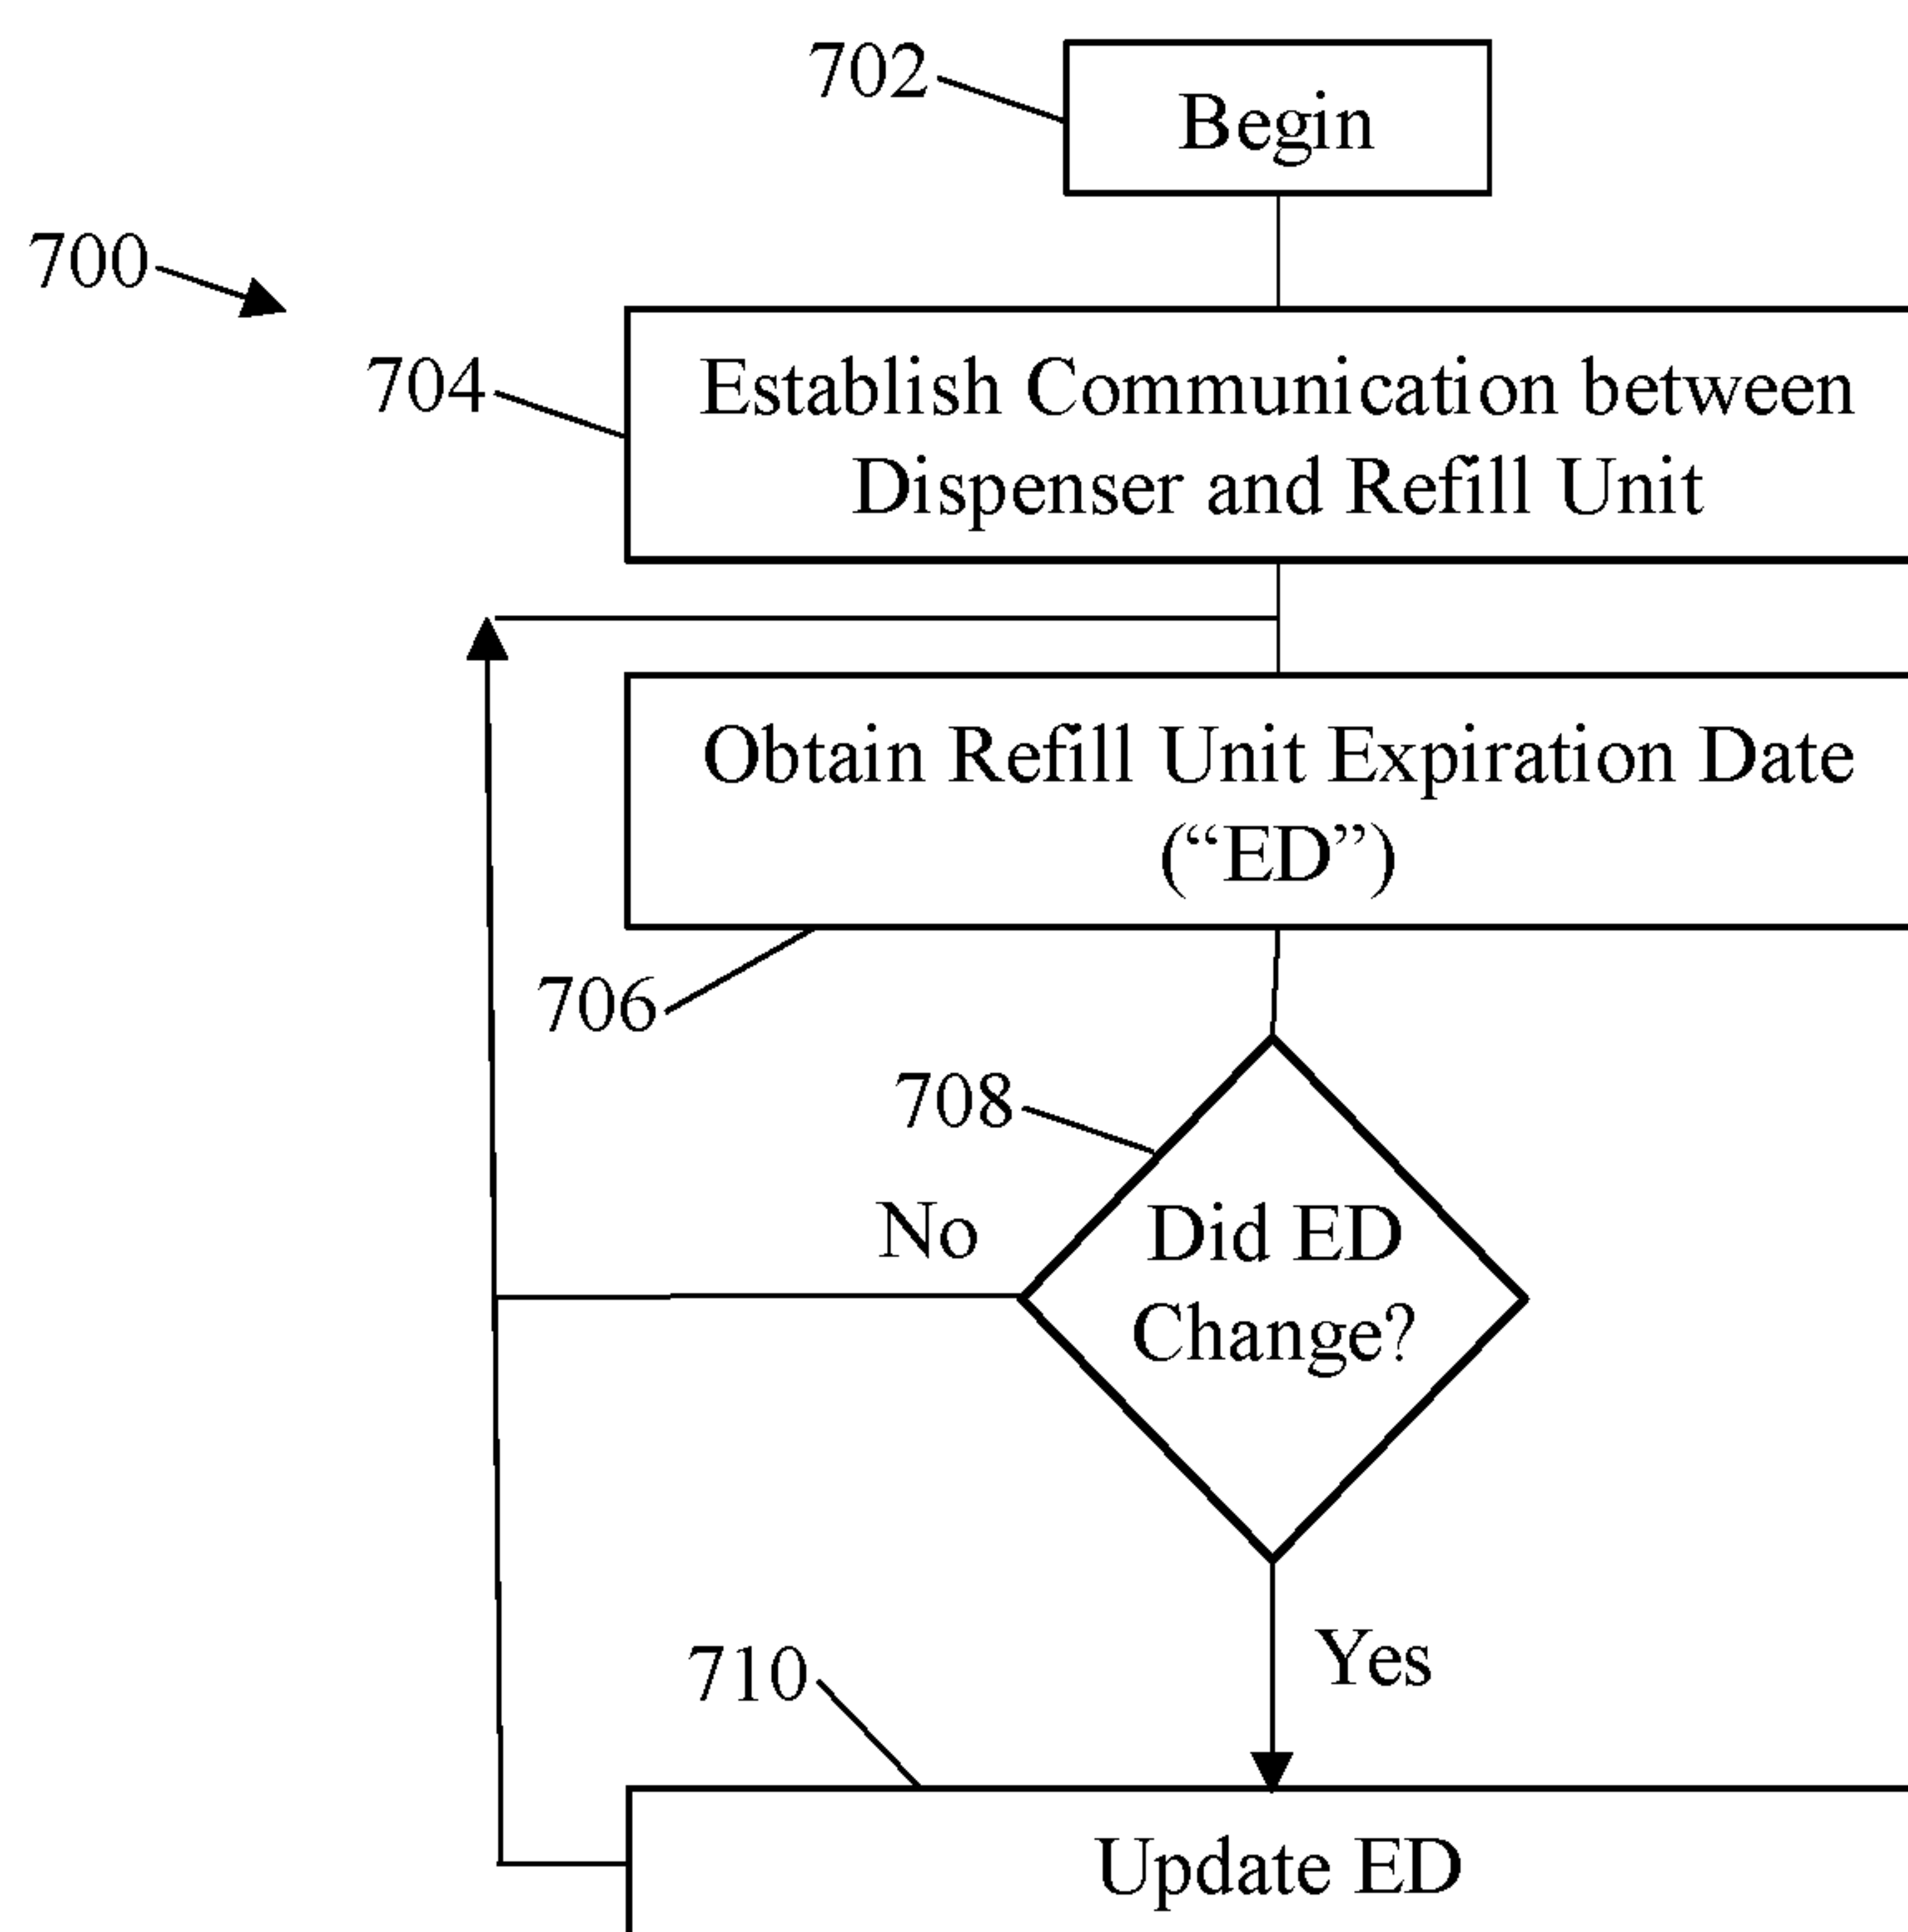 702
Begin
700
704
Establish Communication between
Dispenser and Refill Unit
Obtain Refill Unit Expiration Date
(“ED”)
706
708
No
Did ED
Change?
Yes
710
Update ED